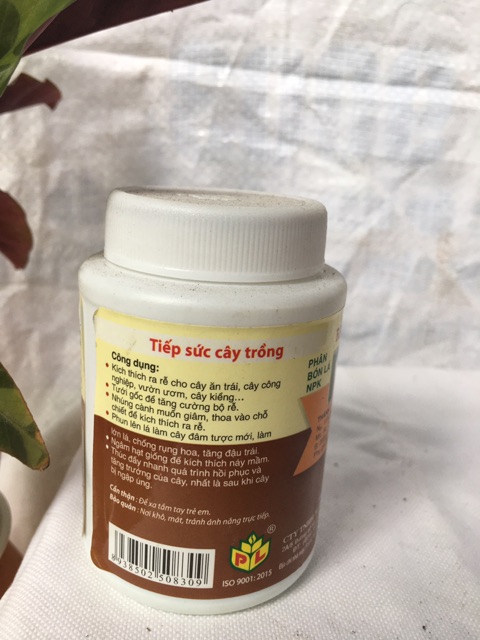 Tiếp sức cây trồng
Công dụng:
• Kích thích ra rễ cho cây ăn trái, cây công
nghiệp, vườn ươm, cây kiểng...
• Tưới gốc để tăng cường bộ rễ.
• Nhúng cành muốn giâm, thoa vào chỗ
chiết để kích thích ra rễ.
• Phun lên lá làm cây đâm tược mới, làm
lớn lá, chống rụng hoa, tăng đậu trái.
• Ngâm hạt giống để kích thích nảy mầm.
• Thúc đẩy nhanh quá trình hồi phục và
tăng trưởng của cây, nhất là sau khi cây
bị ngập úng.
Cẩn thận : Để xa tầm tay trẻ em.
Bảo quản : Nơi khô, mát, tránh ánh nắng trực tiếp.
8938502508309
PL
®
ISO 9001: 2015
PHÂN
BÓN LÁ
NPK
CTY TNHH